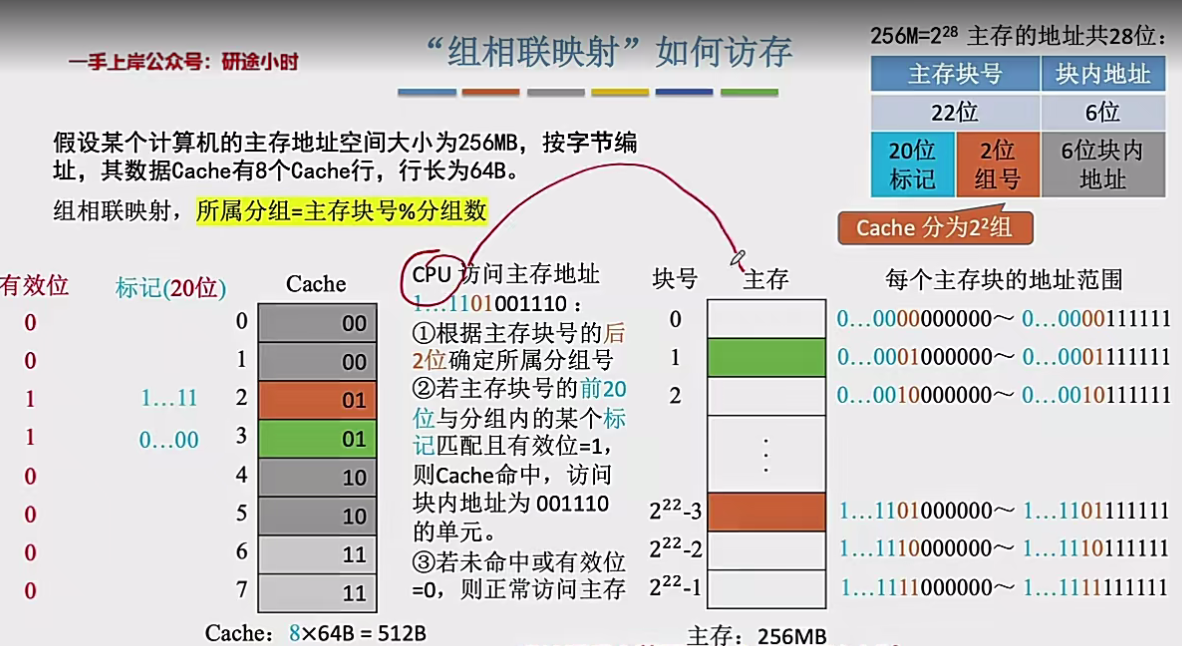 一手上岸公众号：研途小时
“组相联映射”如何访存
256M=2²⁸ 主存的地址共28位：
主存块号 块内地址
22位 6位
20位标记 2位组号 6位块内地址
Cache 分为2²组
假设某个计算机的主存地址空间大小为256MB，按字节编
址，其数据Cache有8个Cache行，行长为64B。
组相联映射，所属分组=主存块号%分组数
有效位 标记(20位) Cache
0 0 00
0 1 00
1 1…11 2 01
1 0…00 3 01
0 4 10
0 5 10
0 6 11
0 7 11
Cache：8×64B = 512B
CPU 访问主存地址
1…1101001110：
①根据主存块号的后
2位确定所属分组号
②若主存块号的前20
位与分组内的某个标
记匹配且有效位=1，
则Cache命中，访问
块内地址为 001110
的单元。
③若未命中或有效位
=0，则正常访问主存
块号 主存 每个主存块的地址范围
0 0…0000000000～ 0…0000111111
1 0…0001000000～ 0…0001111111
2 0…0010000000～ 0…0010111111
⋮
2²²-3 1…1101000000～ 1…1101111111
2²²-2 1…1110000000～ 1…1110111111
2²²-1 1…1111000000～ 1…1111111111
主存：256MB